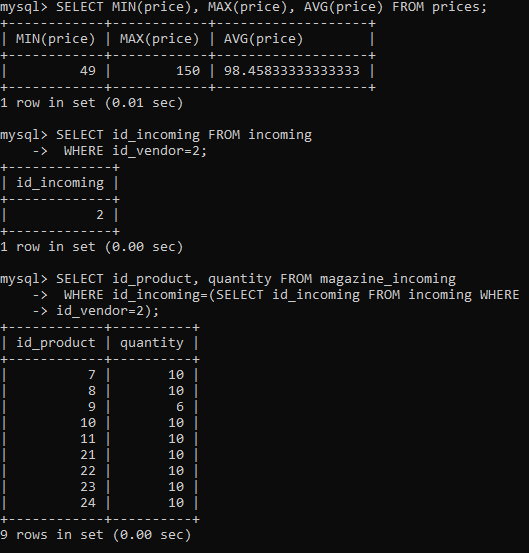 mysql> SELECT MIN(price), MAX(price), AVG(price) FROM prices;
+------------+------------+-------------------+
| MIN(price) | MAX(price) | AVG(price)        |
+------------+------------+-------------------+
|         49 |        150 | 98.45833333333333 |
+------------+------------+-------------------+
1 row in set (0.01 sec)

mysql> SELECT id_incoming FROM incoming
    ->  WHERE id_vendor=2;
+-------------+
| id_incoming |
+-------------+
|           2 |
+-------------+
1 row in set (0.00 sec)

mysql> SELECT id_product, quantity FROM magazine_incoming
    ->  WHERE id_incoming=(SELECT id_incoming FROM incoming WHERE
    -> id_vendor=2);
+------------+----------+
| id_product | quantity |
+------------+----------+
|          7 |       10 |
|          8 |       10 |
|          9 |        6 |
|         10 |       10 |
|         11 |       10 |
|         21 |       10 |
|         22 |       10 |
|         23 |       10 |
|         24 |       10 |
+------------+----------+
9 rows in set (0.00 sec)